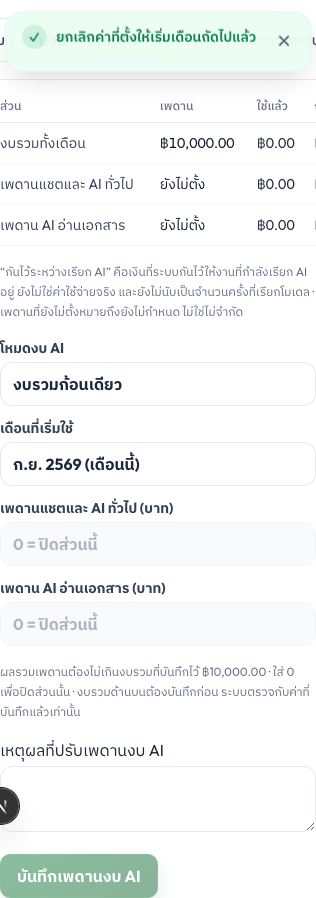 ยกเลิกค่าที่ตั้งให้เริ่มเดือนถัดไปแล้ว
ส่วน เพดาน ใช้แล้ว
งบรวมทั้งเดือน ฿10,000.00 ฿0.00
เพดานแชตและ AI ทั่วไป ยังไม่ตั้ง ฿0.00
เพดาน AI อ่านเอกสาร ยังไม่ตั้ง ฿0.00
“กันไว้ระหว่างเรียก AI” คือเงินที่ระบบกันไว้ให้งานที่กำลังเรียก AI
อยู่ ยังไม่ใช่ค่าใช้จ่ายจริง และยังไม่นับเป็นจำนวนครั้งที่เรียกโมเดล ·
เพดานที่ยังไม่ตั้งหมายถึงยังไม่กำหนด ไม่ใช่ไม่จำกัด
โหมดงบ AI
งบรวมก้อนเดียว
เดือนที่เริ่มใช้
ก.ย. 2569 (เดือนนี้)
เพดานแชตและ AI ทั่วไป (บาท)
0 = ปิดส่วนนี้
เพดาน AI อ่านเอกสาร (บาท)
0 = ปิดส่วนนี้
ผลรวมเพดานต้องไม่เกินงบรวมที่บันทึกไว้ ฿10,000.00 · ใส่ 0
เพื่อปิดส่วนนั้น · งบรวมด้านบนต้องบันทึกก่อน ระบบตรวจกับค่าที่
บันทึกแล้วเท่านั้น
เหตุผลที่ปรับเพดานงบ AI
บันทึกเพดานงบ AI